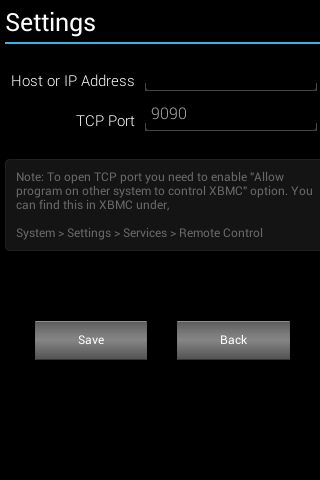 Settings
Host or IP Address
TCP Port 9090
Note: To open TCP port you need to enable "Allow
program on other system to control XBMC" option. You
can find this in XBMC under,
System > Settings > Services > Remote Control
Save Back